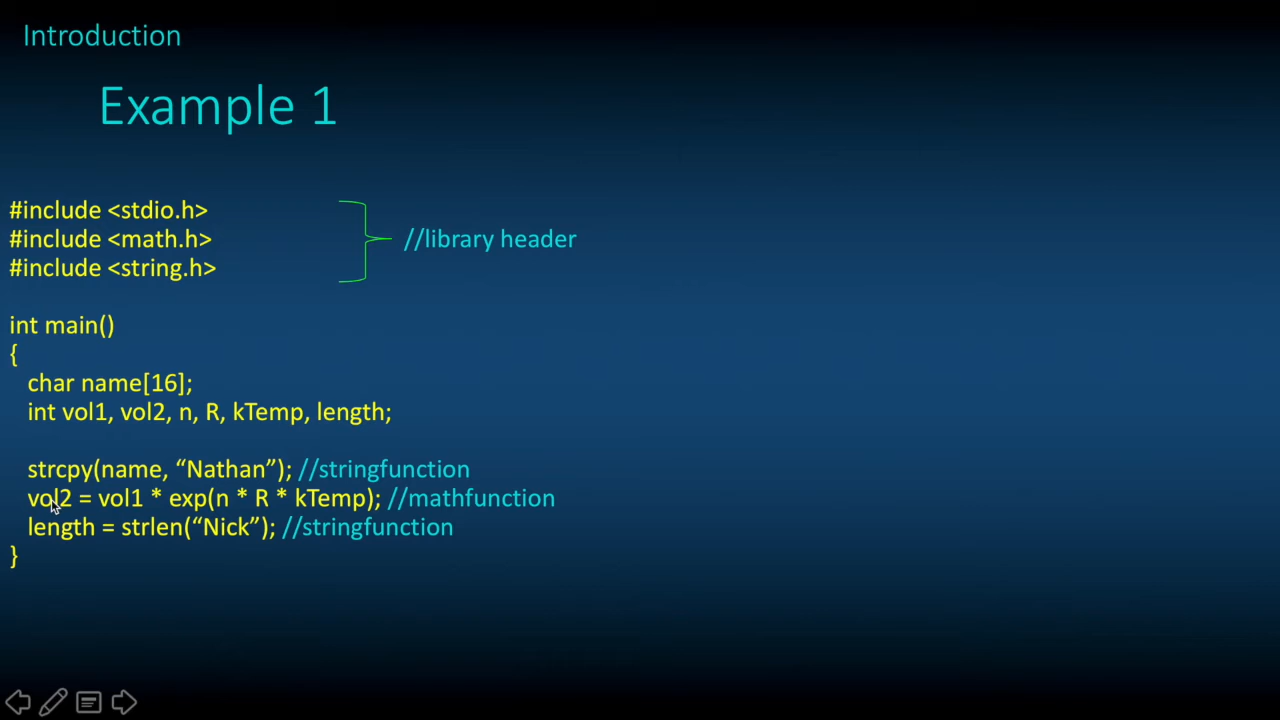 Introduction
Example 1
#include <stdio.h>
#include <math.h>
#include <string.h>
//library header
int main()
{
char name[16];
int vol1, vol2, n, R, kTemp, length;
strcpy(name, “Nathan”); //stringfunction
vol2 = vol1 * exp(n * R * kTemp); //mathfunction
length = strlen(“Nick”); //stringfunction
}